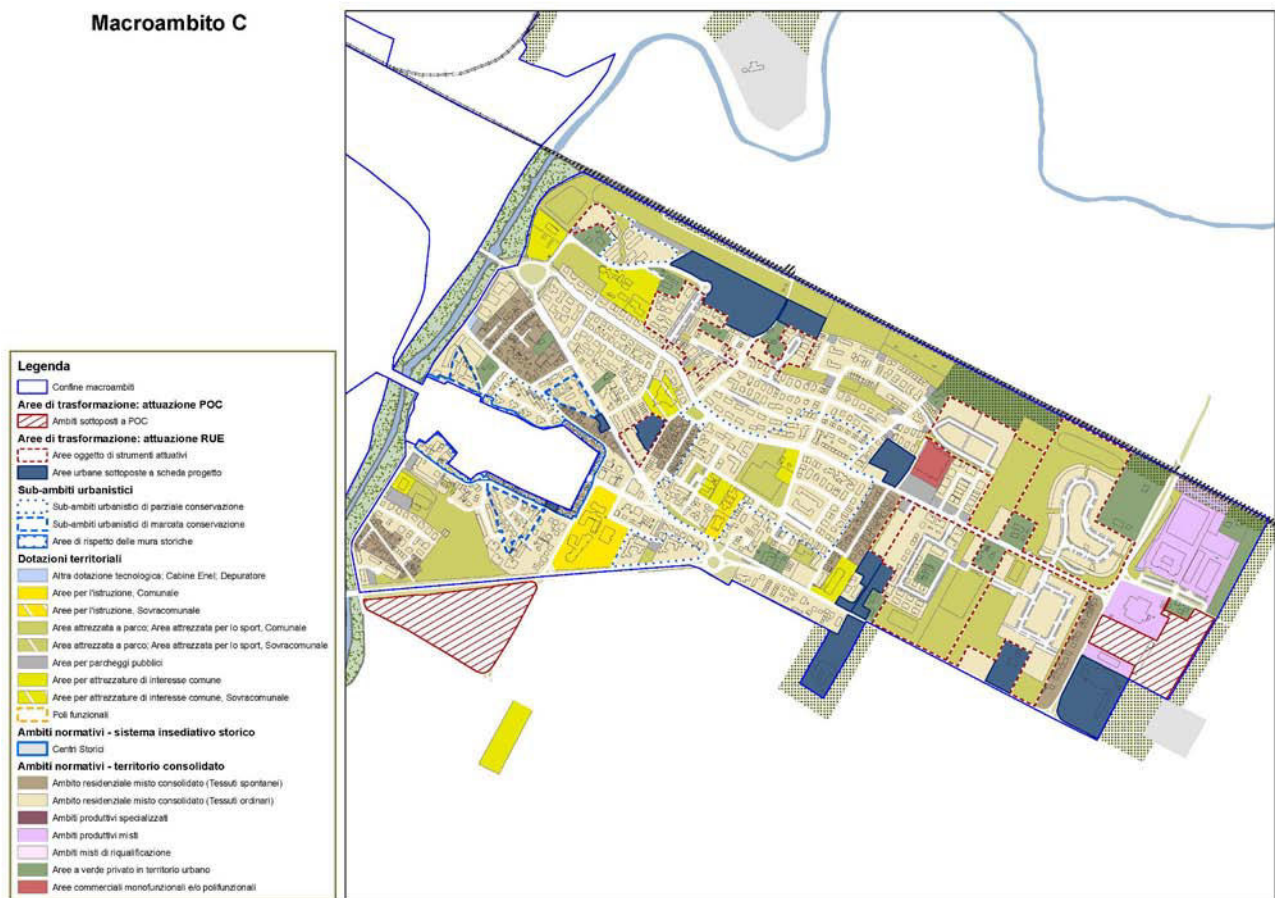 Macroambito C
Legenda
Confine macroambiti
Aree di trasformazione: attuazione POC
Ambiti sottoposti a POC
Aree di trasformazione: attuazione RUE
Aree oggetto di strumenti attuativi
Aree urbane sottoposte a scheda progetto
Sub-ambiti urbanistici
Sub-ambiti urbanistici di parziale conservazione
Sub-ambiti urbanistici di marcata conservazione
Aree di rispetto delle mura storiche
Dotazioni territoriali
Altra dotazione tecnologica; Cabine Enel; Depuratore
Aree per l'istruzione, Comunale
Aree per l'istruzione, Sovracomunale
Area attrezzata a parco; Area attrezzata per lo sport, Comunale
Area attrezzata a parco; Area attrezzata per lo sport, Sovracomunale
Area per parcheggi pubblici
Aree per attrezzature di interesse comune
Aree per attrezzature di interesse comune, Sovracomunale
Poli funzionali
Ambiti normativi - sistema insediativo storico
Centri Storici
Ambiti normativi - territorio consolidato
Ambito residenziale misto consolidato (Tessuti spontanei)
Ambito residenziale misto consolidato (Tessuti ordinari)
Ambiti produttivi specializzati
Ambiti produttivi misti
Ambiti misti di riqualificazione
Aree a verde privato in territorio urbano
Aree commerciali monofunzionali e/o polifunzionali